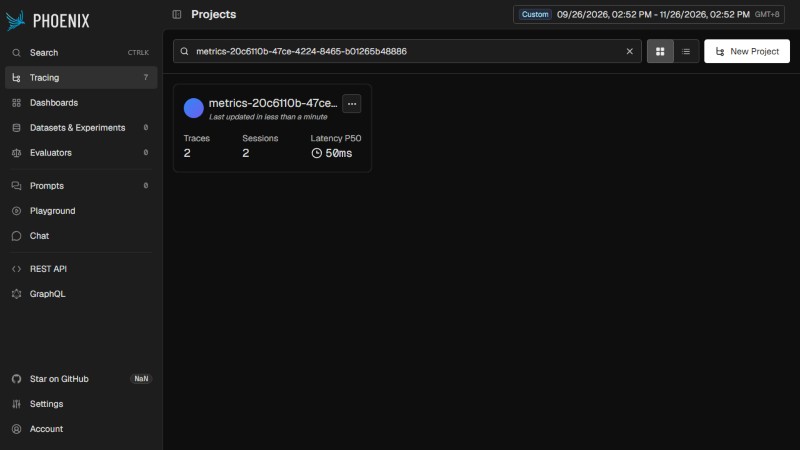 PHOENIX
Search CTRLK
Tracing 7
Dashboards
Datasets & Experiments 0
Evaluators 0
Prompts 0
Playground
Chat
REST API
GraphQL
Star on GitHub NaN
Settings
Account
Projects
Custom 09/26/2026, 02:52 PM - 11/26/2026, 02:52 PM GMT+8
metrics-20c6110b-47ce-4224-8465-b01265b48886
New Project
metrics-20c6110b-47ce...
Last updated in less than a minute
Traces Sessions Latency P50
2 2 50ms